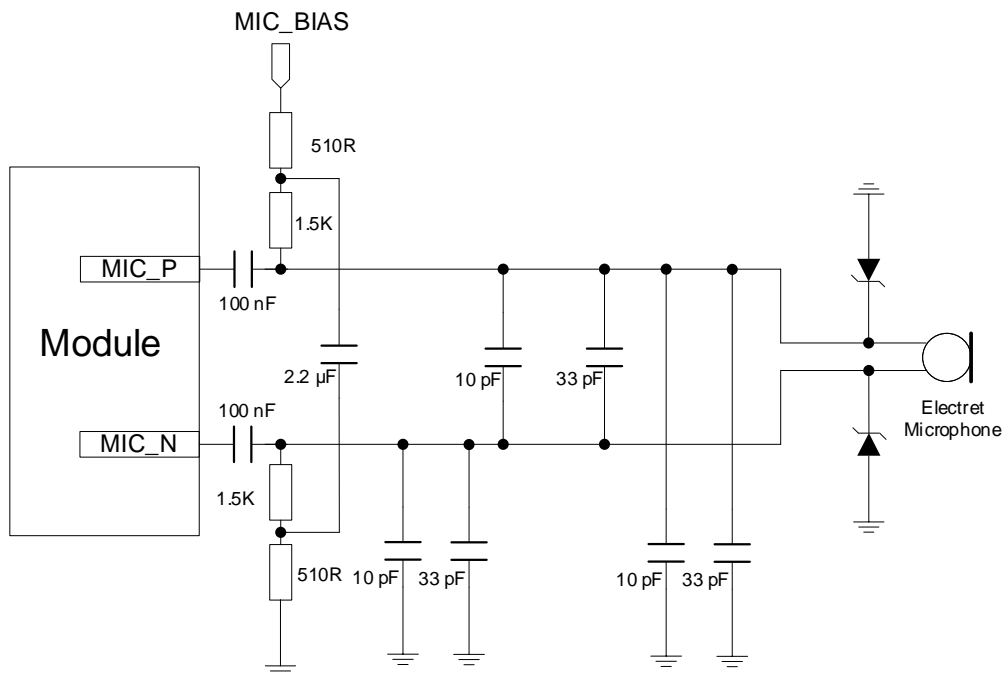 MIC_BIAS
510R
1.5K
MIC_P
100 nF
Module
2.2 µF
10 pF
33 pF
100 nF
MIC_N
Electret
Microphone
1.5K
510R
10 pF
33 pF
10 pF
33 pF